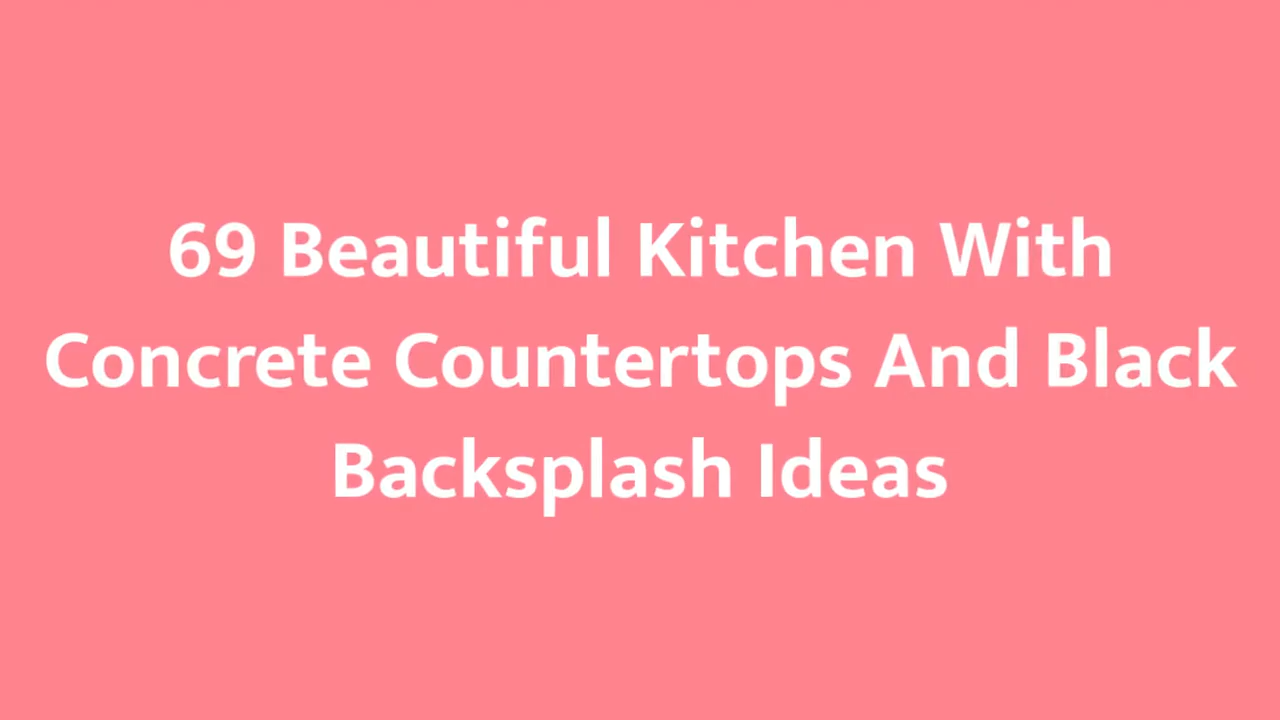 69 Beautiful Kitchen With
Concrete Countertops And Black
Backsplash Ideas